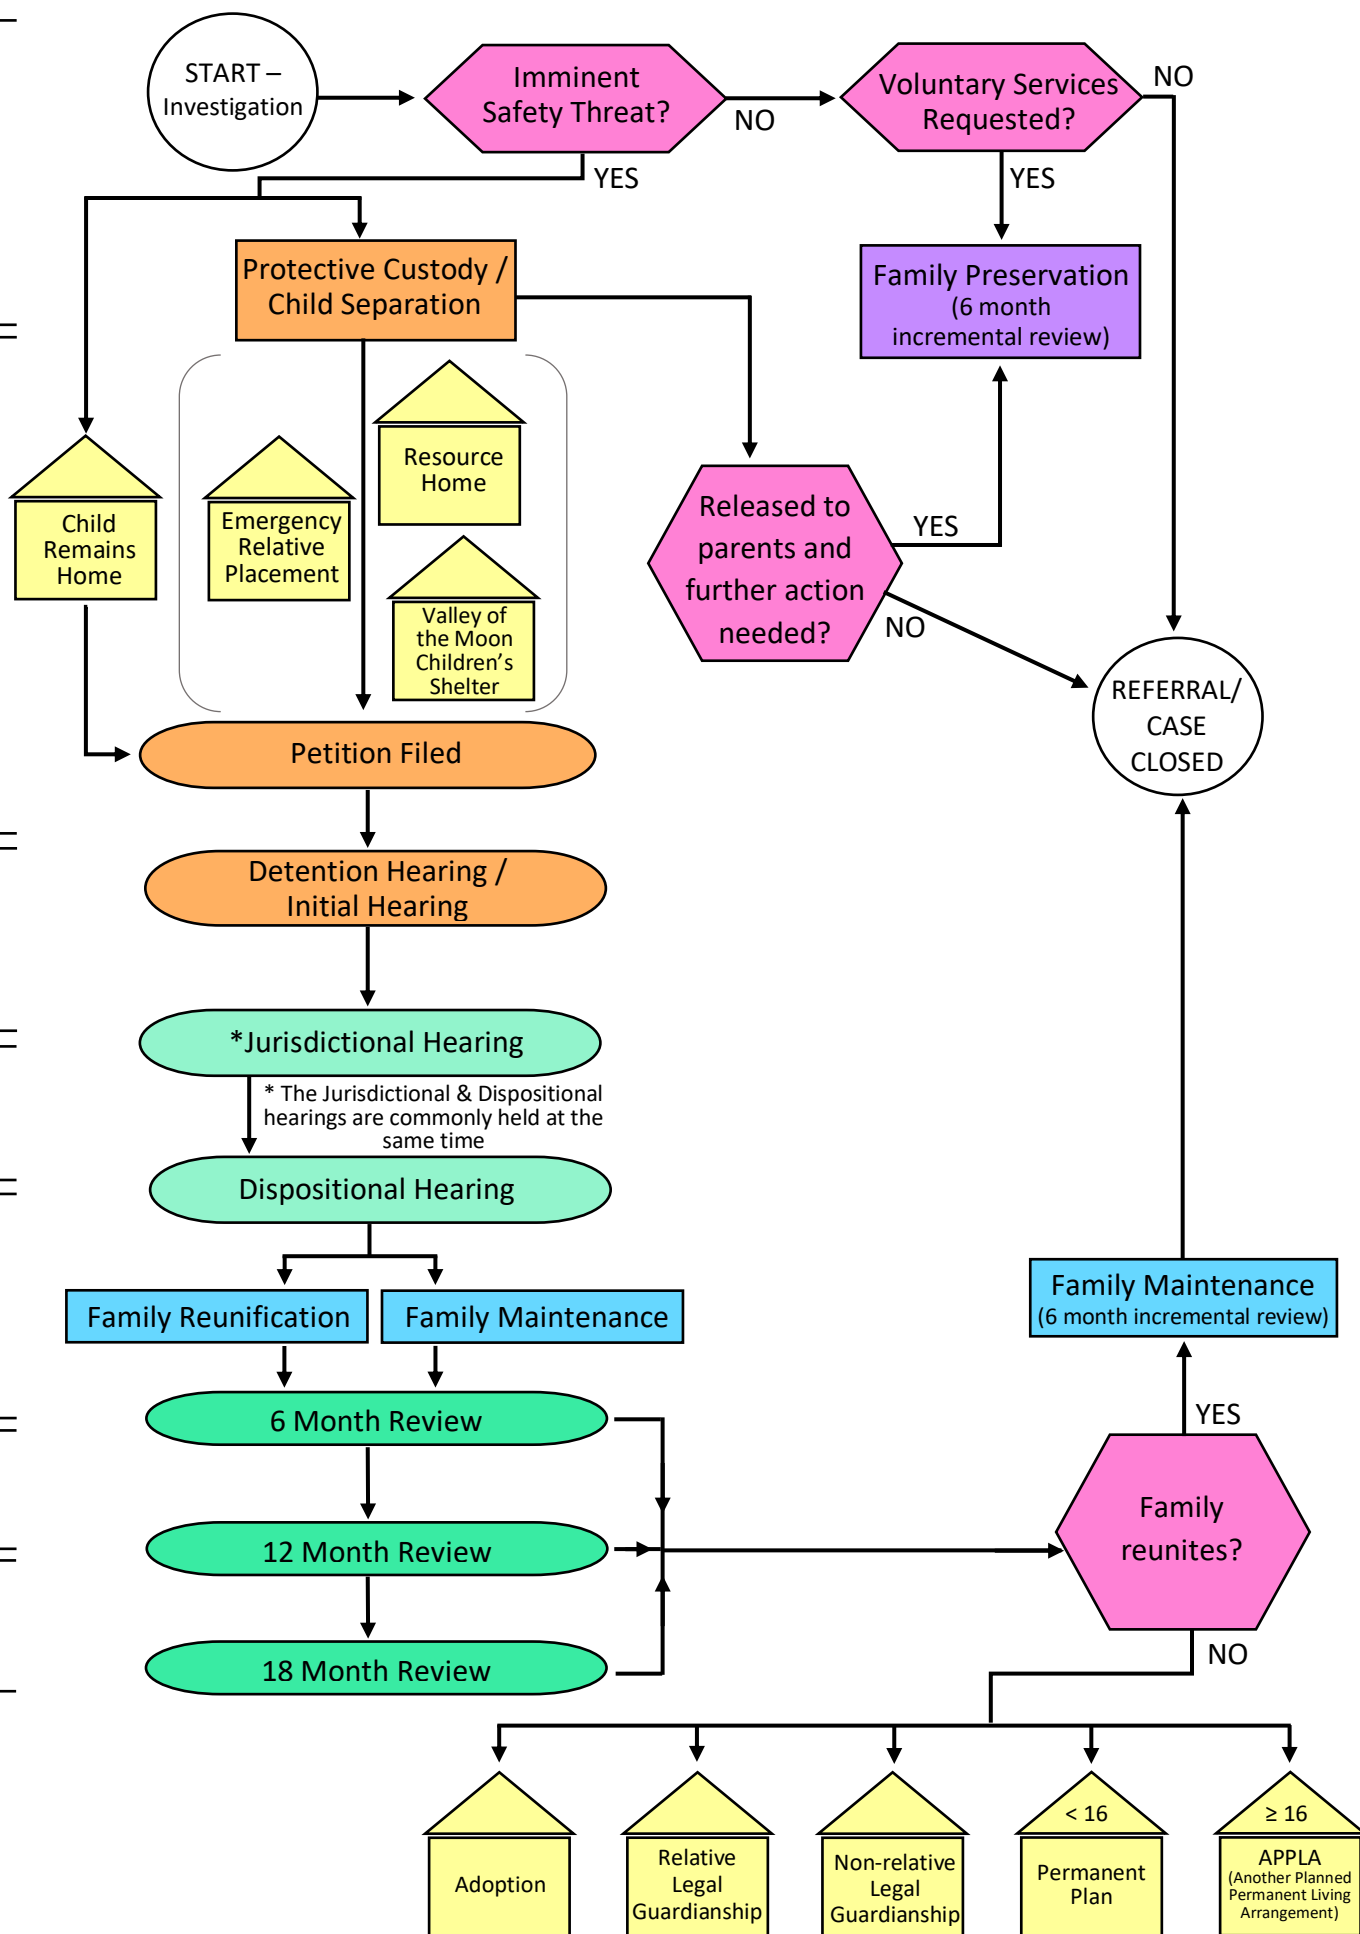 START –
Investigation
Imminent
Safety Threat?
NO
Voluntary Services
Requested?
NO
YES
YES
Protective Custody /
Child Separation
Family Preservation
(6 month
incremental review)
Resource
Home
Child
Remains
Home
Emergency
Relative
Placement
Valley of
the Moon
Children's
Shelter
Released to
parents and
further action
needed?
YES
NO
REFERRAL/
CASE
CLOSED
Petition Filed
Detention Hearing /
Initial Hearing
*Jurisdictional Hearing
* The Jurisdictional & Dispositional
hearings are commonly held at the
same time
Dispositional Hearing
Family Reunification
Family Maintenance
Family Maintenance
(6 month incremental review)
YES
6 Month Review
12 Month Review
18 Month Review
Family
reunites?
NO
Adoption
Relative
Legal
Guardianship
Non-relative
Legal
Guardianship
< 16
Permanent
Plan
≥ 16
APPLA
(Another Planned
Permanent Living
Arrangement)